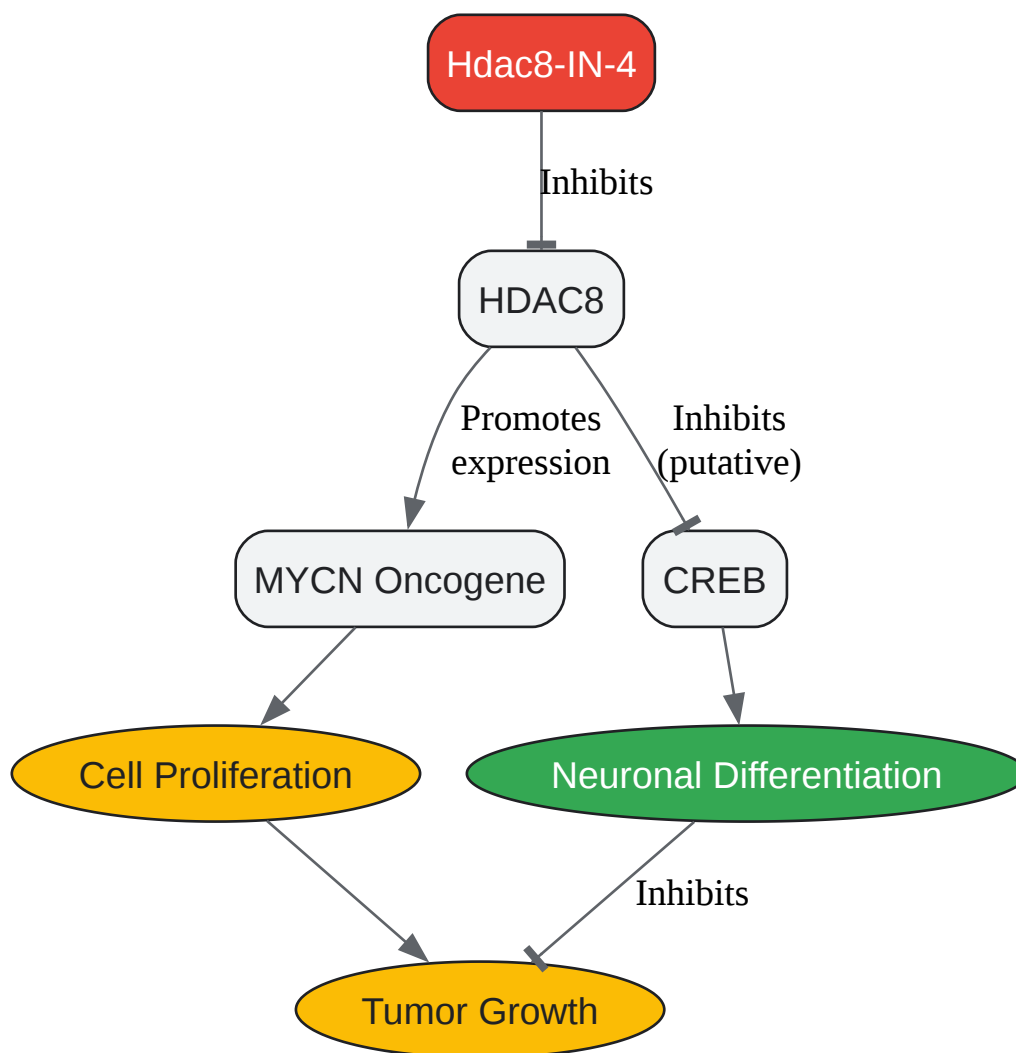 Hdac8-IN-4
Inhibits
HDAC8
Promotes
expression
Inhibits
(putative)
MYCN Oncogene
CREB
Cell Proliferation
Neuronal Differentiation
Inhibits
Tumor Growth